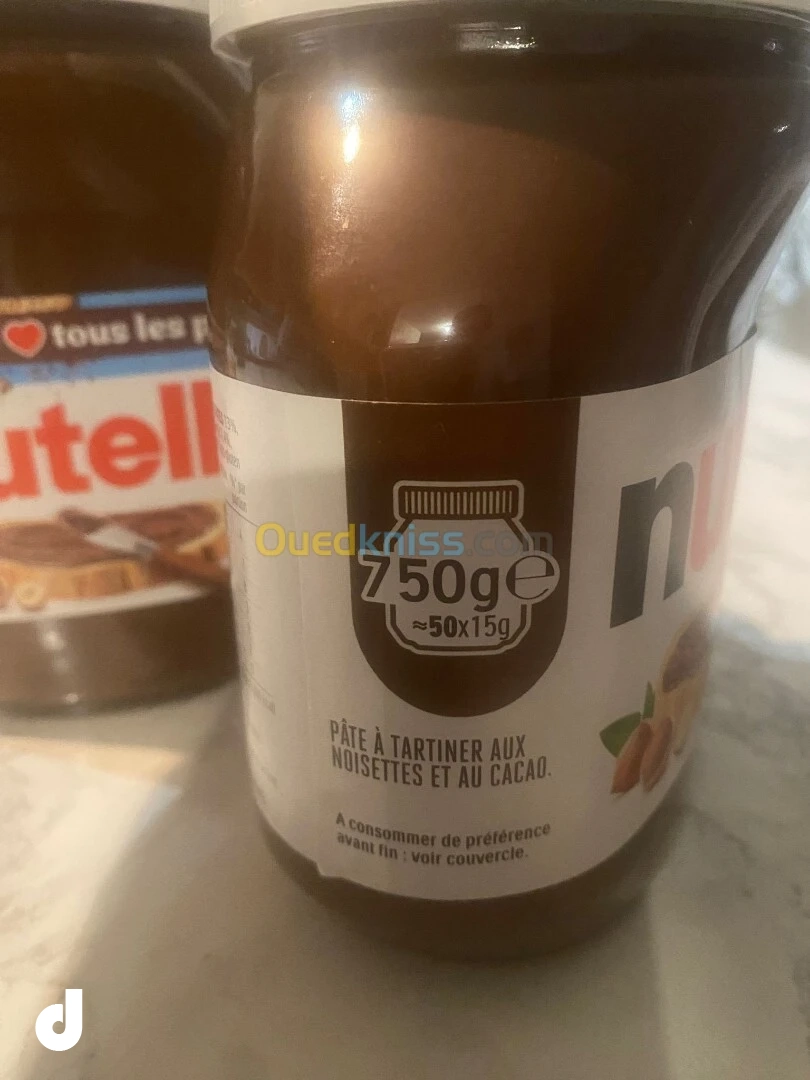 tous les p
utell
nu
Ouedkniss.com
750g e
≈50x15g
PÂTE À TARTINER AUX
NOISETTES ET AU CACAO.
A consommer de préférence
avant fin : voir couvercle.
d